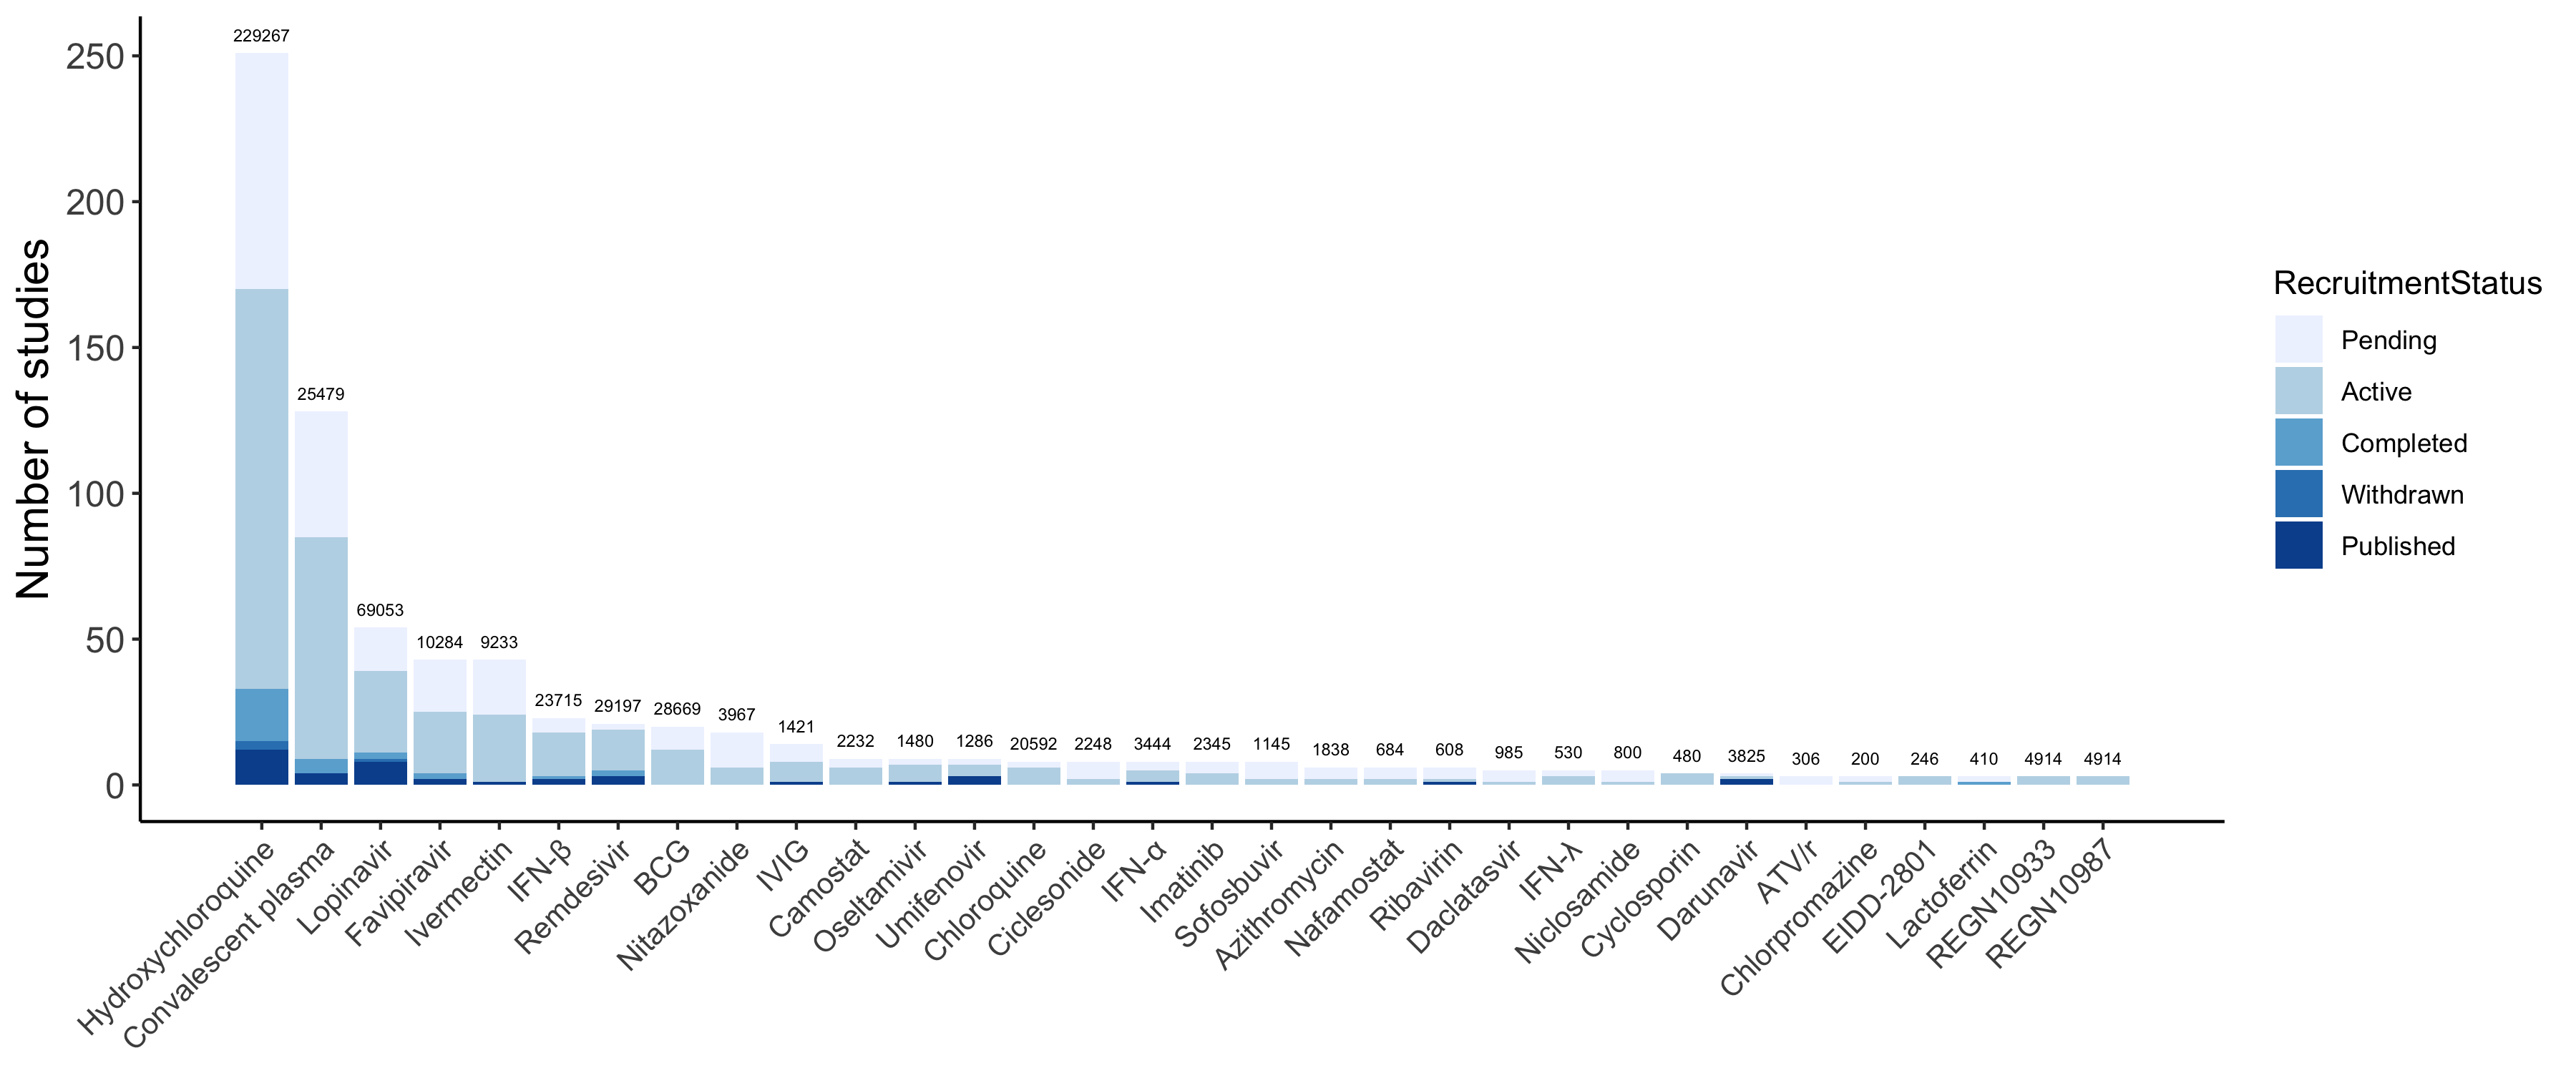 Number of studies
250
200
150
100
50
0
229267
25479
69053
10284
9233
23715
29197
28669
3967
1421
2232
1480
1286
20592
2248
3444
2345
1145
1838
684
608
985
530
800
480
3825
306
200
246
410
4914
4914
Hydroxychloroquine
Convalescent plasma
Lopinavir
Favipiravir
Ivermectin
IFN-β
Remdesivir
BCG
Nitazoxanide
IVIG
Camostat
Oseltamivir
Umifenovir
Chloroquine
Ciclesonide
IFN-α
Imatinib
Sofosbuvir
Azithromycin
Nafamostat
Ribavirin
Daclatasvir
IFN-λ
Niclosamide
Cyclosporin
Darunavir
ATV/r
Chlorpromazine
EIDD-2801
Lactoferrin
REGN10933
REGN10987
RecruitmentStatus
Pending
Active
Completed
Withdrawn
Published